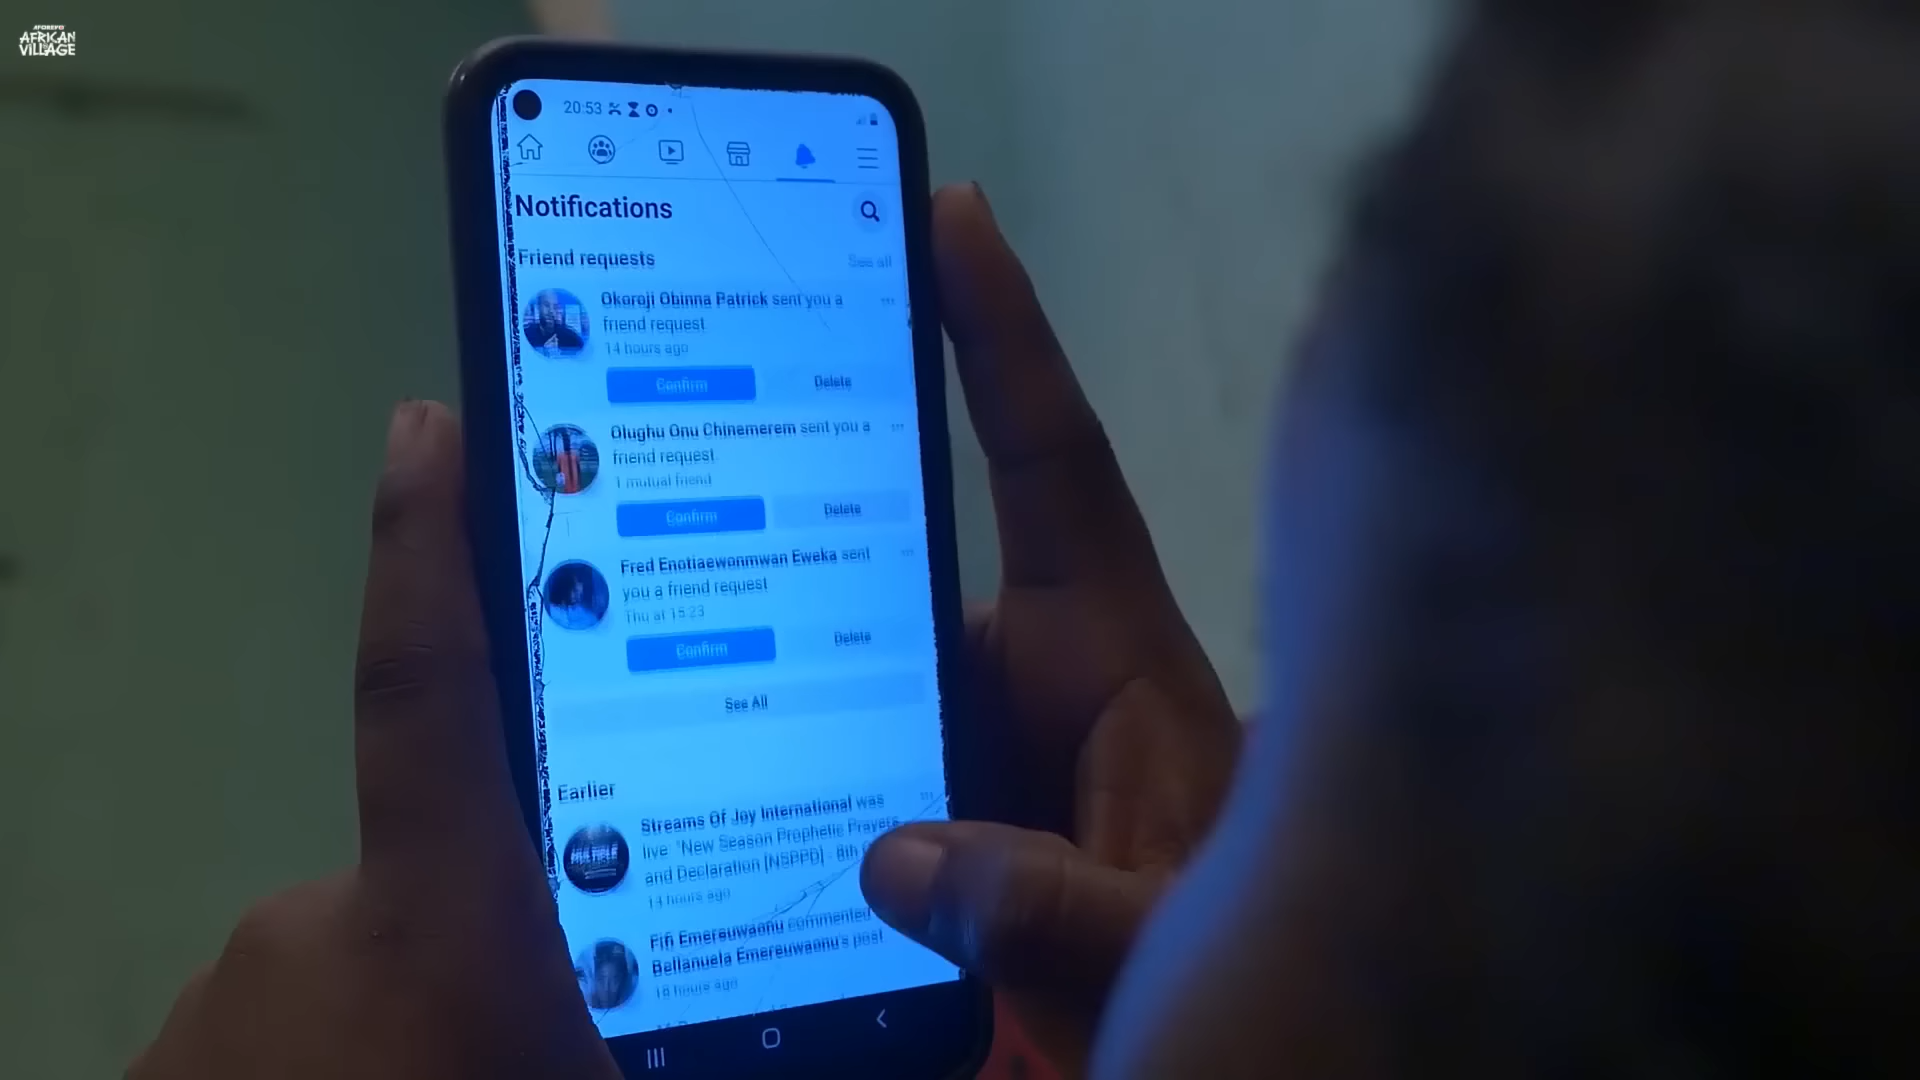 AFOREVO
AFRICAN
VILLAGE
20:53
Notifications
Friend requests
See all
Okoroji Obinna Patrick sent you a
friend request
14 hours ago
Confirm
Delete
Olughu Onu Chinemerem sent you a
friend request
1 mutual friend
Confirm
Delete
Fred Enotiaewonmwan Eweka sent
you a friend request
Thu at 15:23
Confirm
Delete
See All
Earlier
Streams Of Joy International was
live: "New Season Prophetic Prayers
and Declaration [NSPPD] - 8th
14 hours ago
Fifi Emereuwaonu commented
Bellanuela Emereuwaonu's post.
18 hours ago